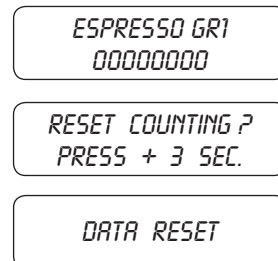 ESPRESSO GR1
00000000
RESET COUNTING ?
PRESS + 3 SEC.
DATA RESET